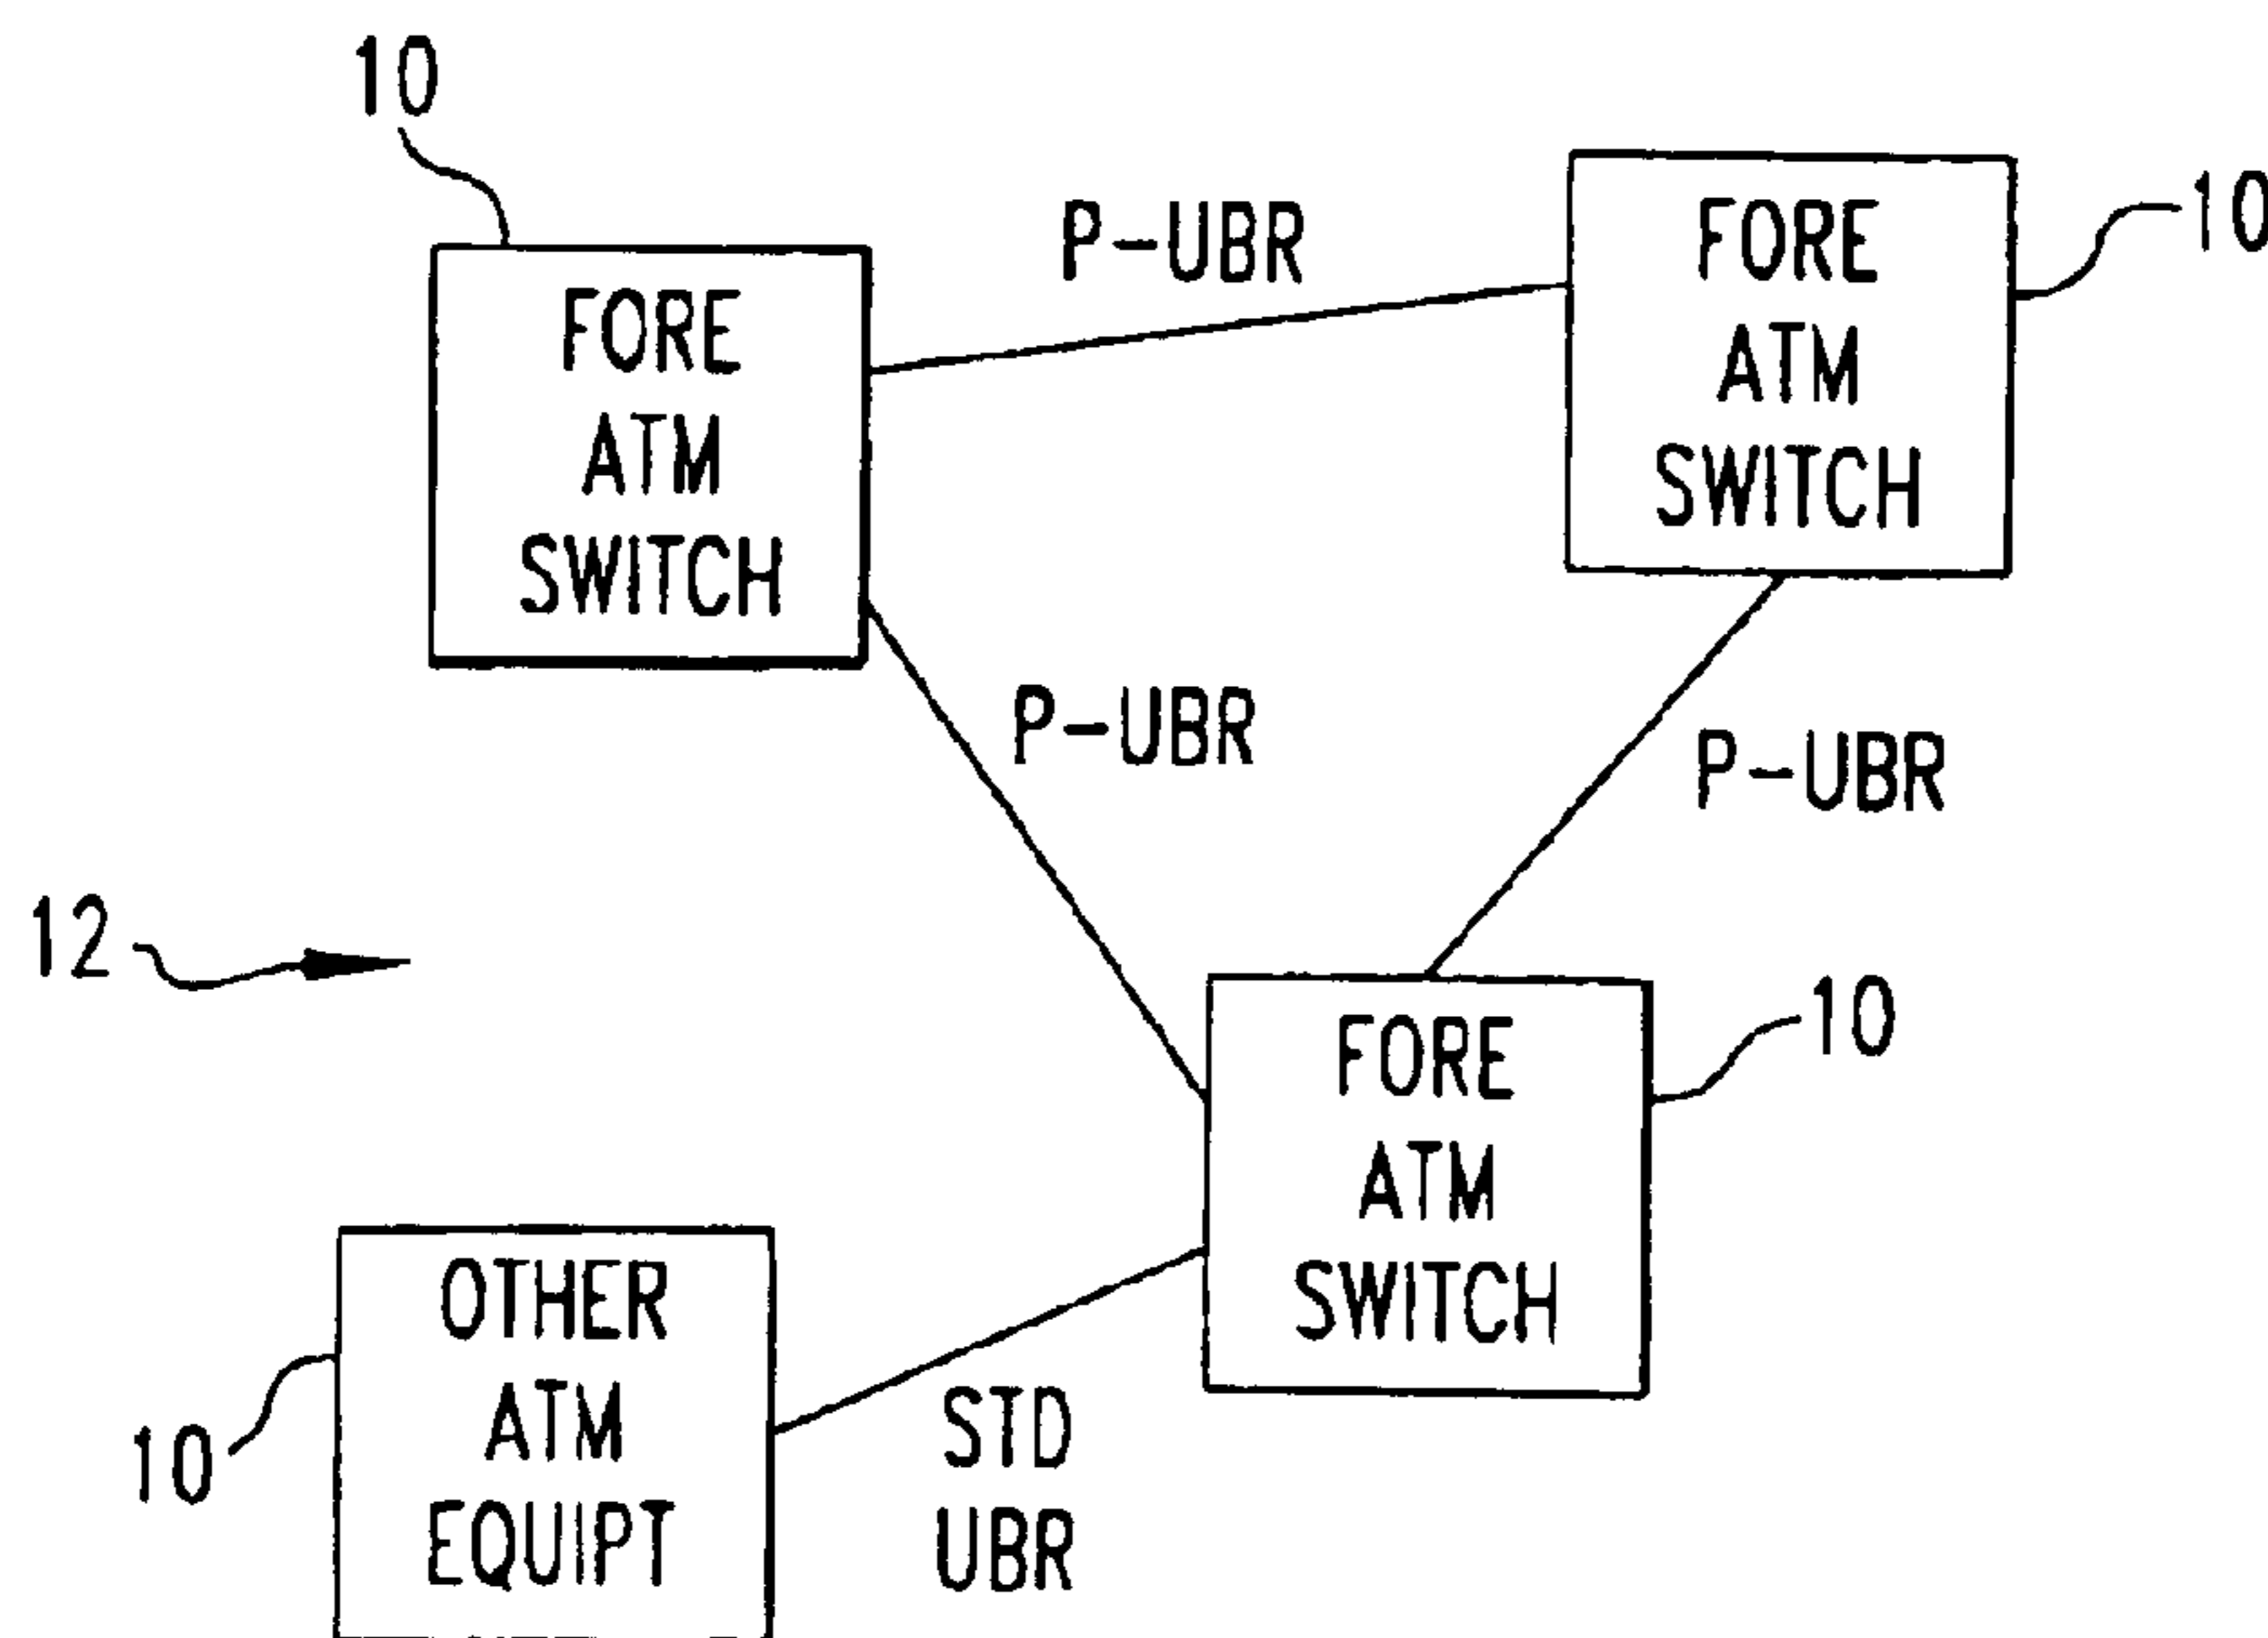 10
10
P-UBR
FORE
ATM
SWITCH
FORE
ATM
SWITCH
P-UBR
P-UBR
12
10
FORE
ATM
SWITCH
OTHER
ATM
EQUIPT
10
STD
UBR